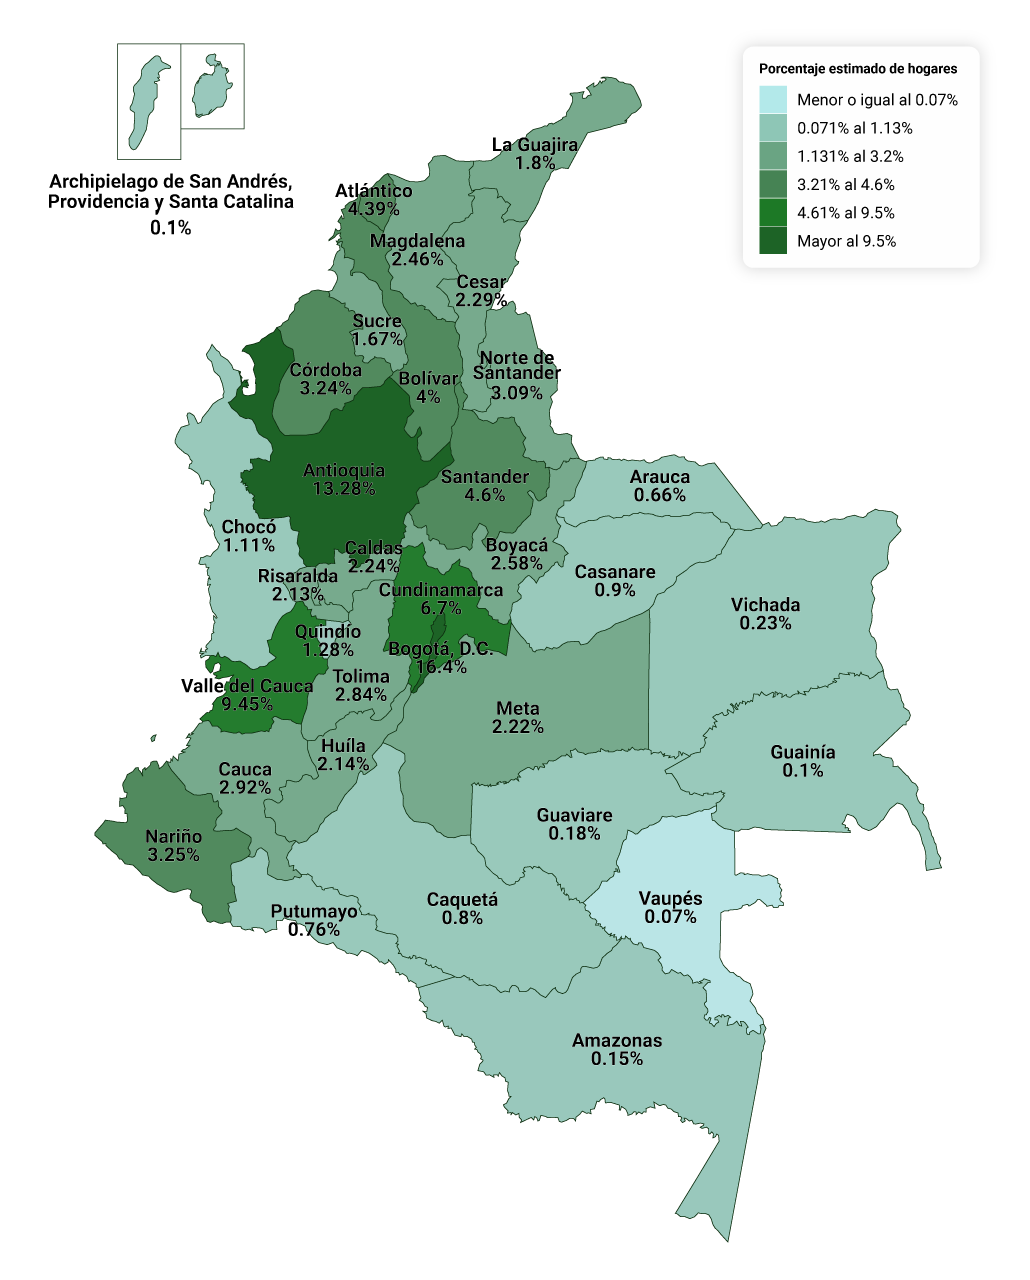 Porcentaje estimado de hogares
Menor o igual al 0.07%
0.071% al 1.13%
1.131% al 3.2%
3.21% al 4.6%
4.61% al 9.5%
Mayor al 9.5%
Archipielago de San Andrés,
Providencia y Santa Catalina
0.1%
La Guajira
1.8%
Atlántico
4.39%
Magdalena
2.46%
Cesar
2.29%
Sucre
1.67%
Norte de
Santander
3.09%
Córdoba
3.24%
Bolívar
4%
Antioquia
13.28%
Santander
4.6%
Arauca
0.66%
Chocó
1.11%
Caldas
2.24%
Boyacá
2.58%
Casanare
0.9%
Risaralda
2.13%
Cundinamarca
6.7%
Vichada
0.23%
Quindío
1.28%
Bogotá, D.C.
16.4%
Tolima
2.84%
Valle del Cauca
9.45%
Meta
2.22%
Huíla
2.14%
Guainía
0.1%
Cauca
2.92%
Guaviare
0.18%
Nariño
3.25%
Caquetá
0.8%
Vaupés
0.07%
Putumayo
0.76%
Amazonas
0.15%